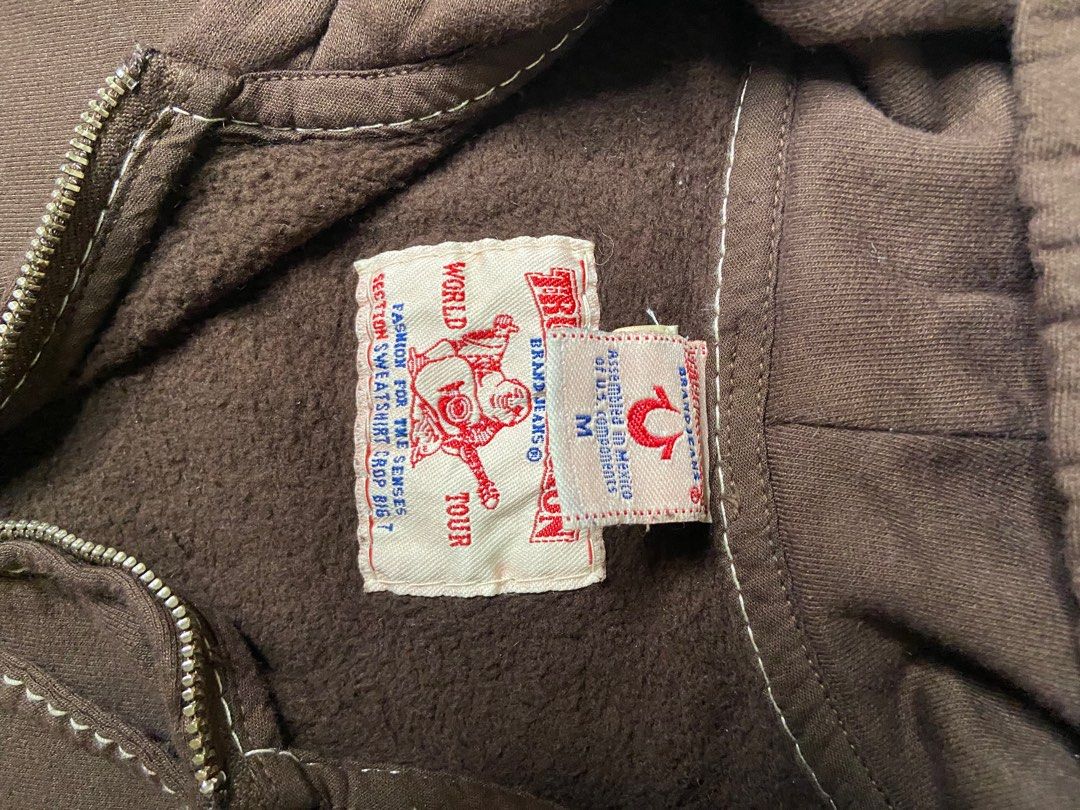 BRAND JEANS®
WORLD TOUR
FASHION FOR THE SENSES
SECTION SWEATSHIRT CROP BIG T
BRAND JEANS ®
M
Assembled in Mexico
of U.S. components